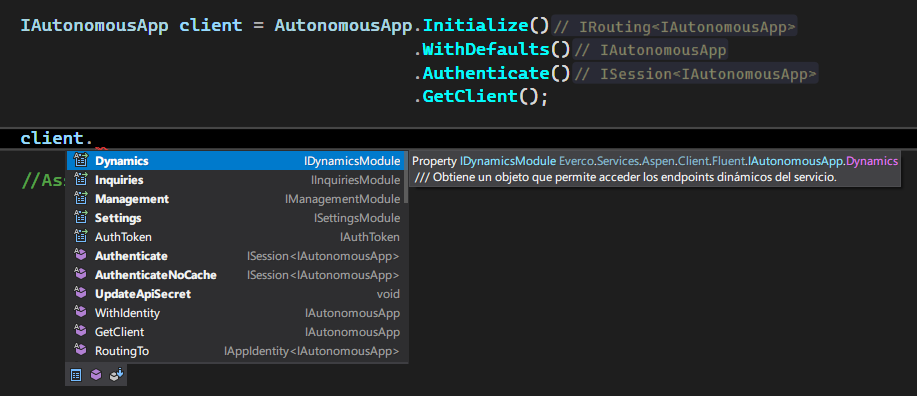 IAutonomousApp client = AutonomousApp.Initialize() // IRouting<IAutonomousApp>
.WithDefaults() // IAutonomousApp
.Authenticate() // ISession<IAutonomousApp>
.GetClient();
client.
//Ass
Dynamics IDynamicsModule
Inquiries IInquiriesModule
Management IManagementModule
Settings ISettingsModule
AuthToken IAuthToken
Authenticate ISession<IAutonomousApp>
AuthenticateNoCache ISession<IAutonomousApp>
UpdateApiSecret void
WithIdentity IAutonomousApp
GetClient IAutonomousApp
RoutingTo IAppIdentity<IAutonomousApp>
Property IDynamicsModule Everco.Services.Aspen.Client.Fluent.IAutonomousApp.Dynamics
/// Obtiene un objeto que permite acceder los endpoints dinámicos del servicio.